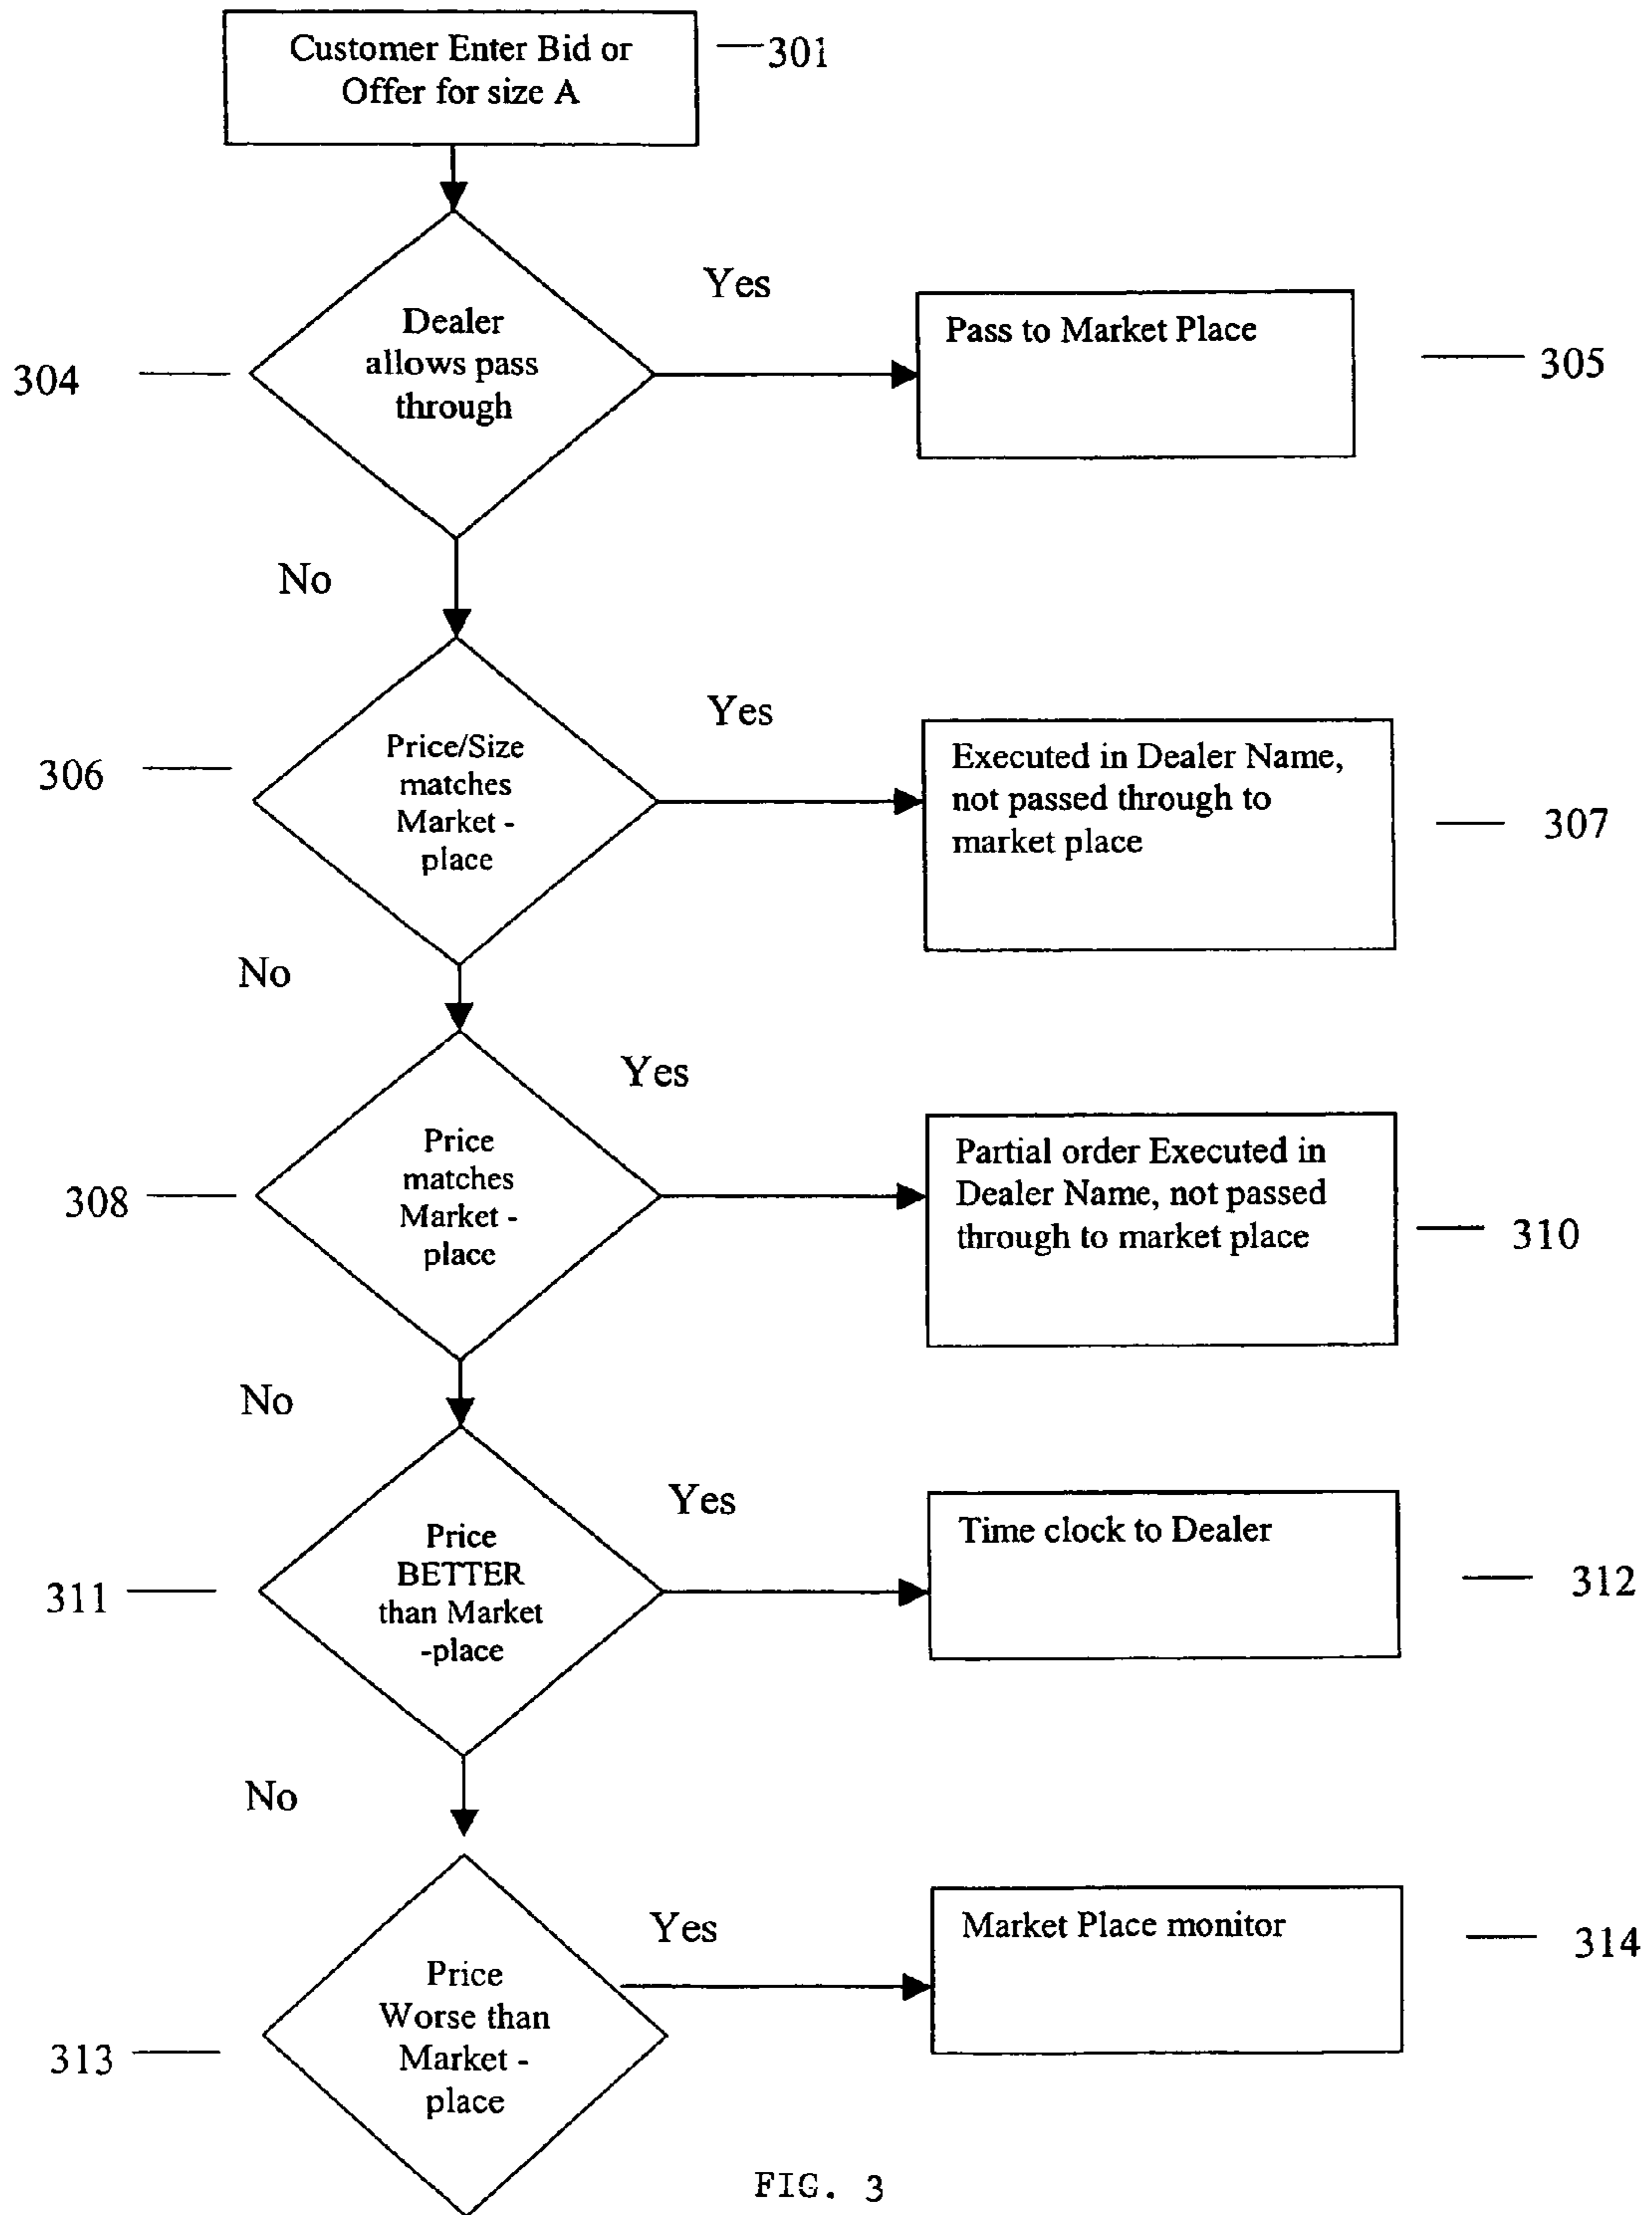 Customer Enter Bid or
Offer for size A
301
Dealer
allows pass
through
304
Yes
Pass to Market Place
305
No
Price/Size
matches
Market -
place
306
Yes
Executed in Dealer Name,
not passed through to
market place
307
No
Price
matches
Market -
place
308
Yes
Partial order Executed in
Dealer Name, not passed
through to market place
310
No
Price
BETTER
than Market
-place
311
Yes
Time clock to Dealer
312
No
Price
Worse than
Market -
place
313
Yes
Market Place monitor
314
FIG. 3